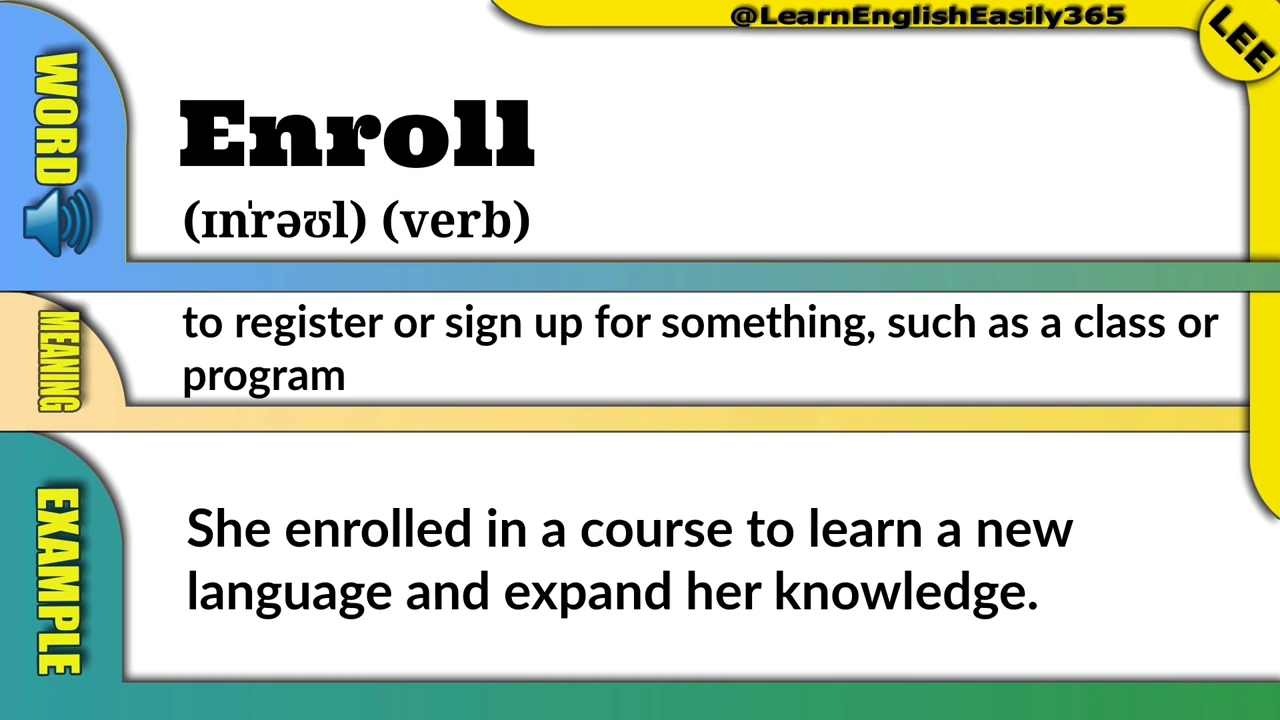 @LearnEnglishEasily365
LEE
WORD
Enroll
(ɪnˈrəʊl) (verb)
MEANING
to register or sign up for something, such as a class or
program
EXAMPLE
She enrolled in a course to learn a new
language and expand her knowledge.